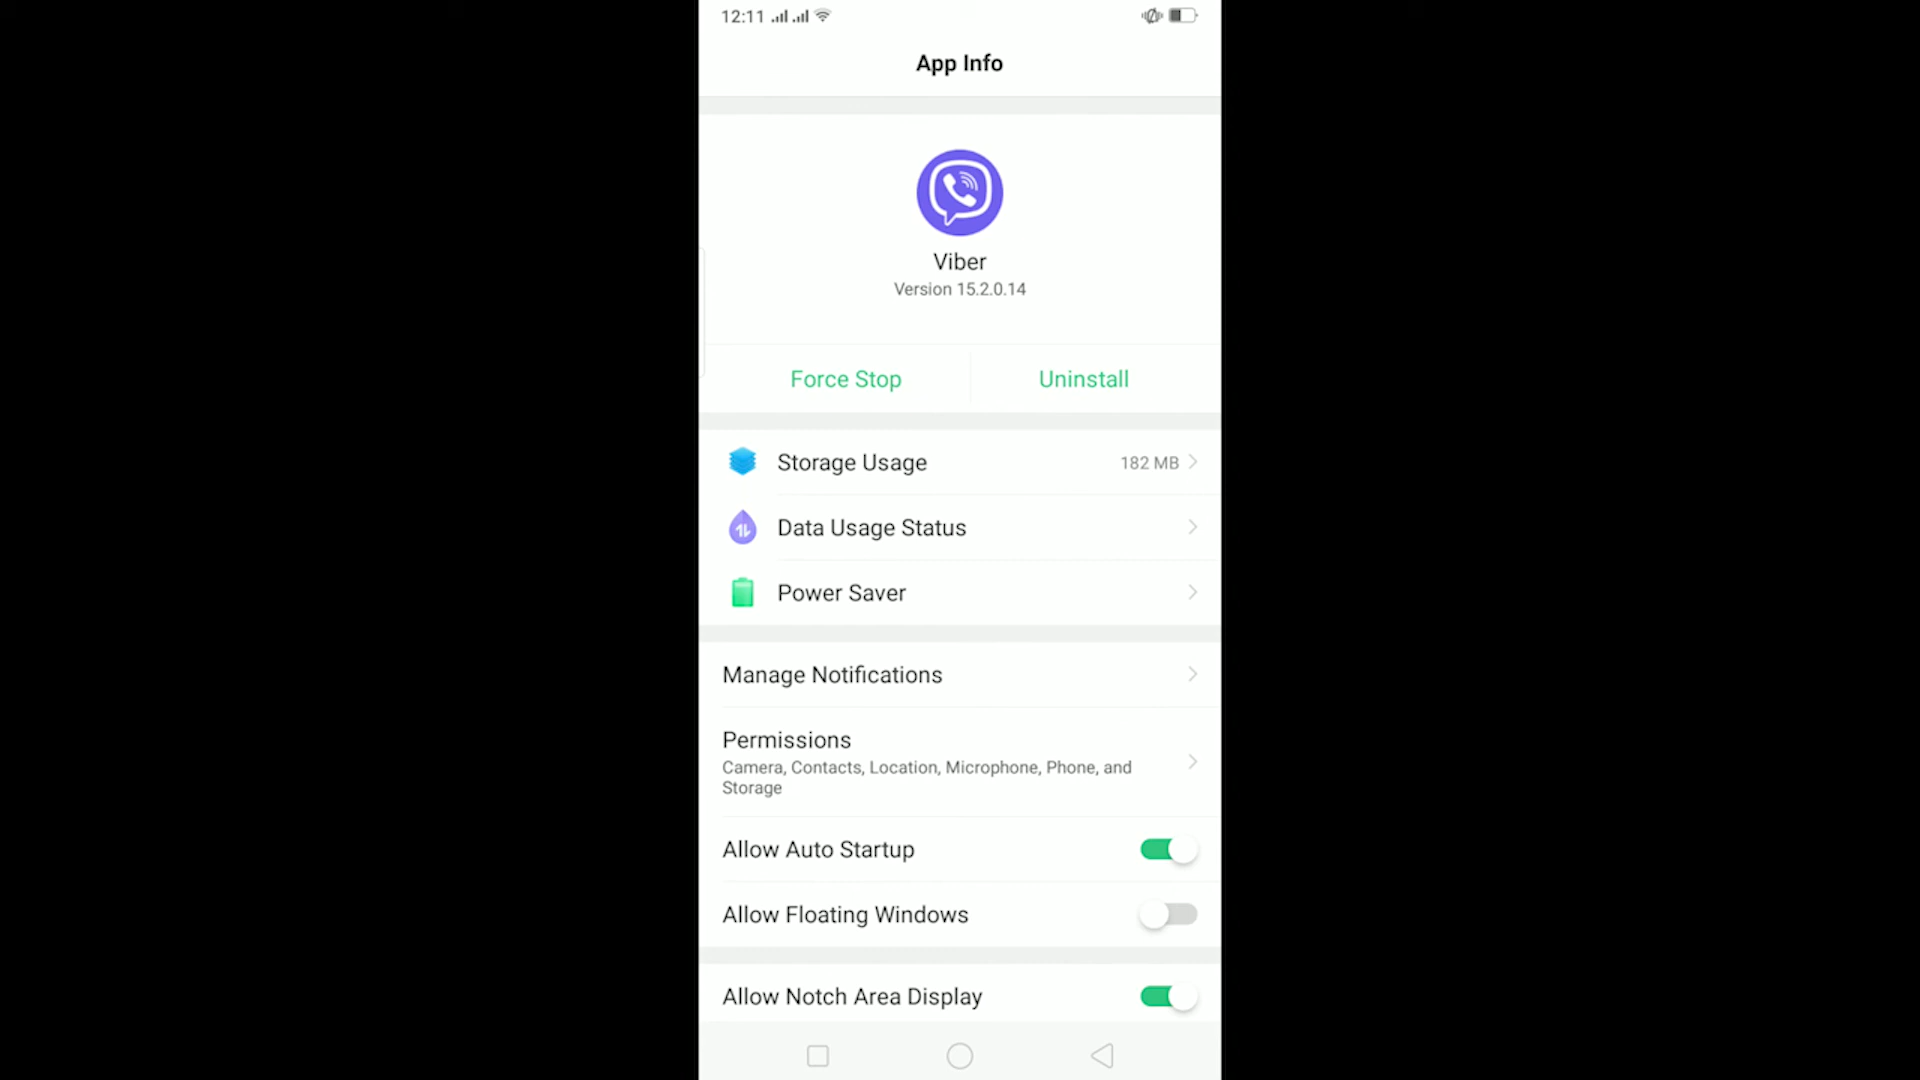 12:11
App Info
Viber
Version 15.2.0.14
Force Stop
Uninstall
Storage Usage
182 MB
Data Usage Status
Power Saver
Manage Notifications
Permissions
Camera, Contacts, Location, Microphone, Phone, and
Storage
Allow Auto Startup
Allow Floating Windows
Allow Notch Area Display